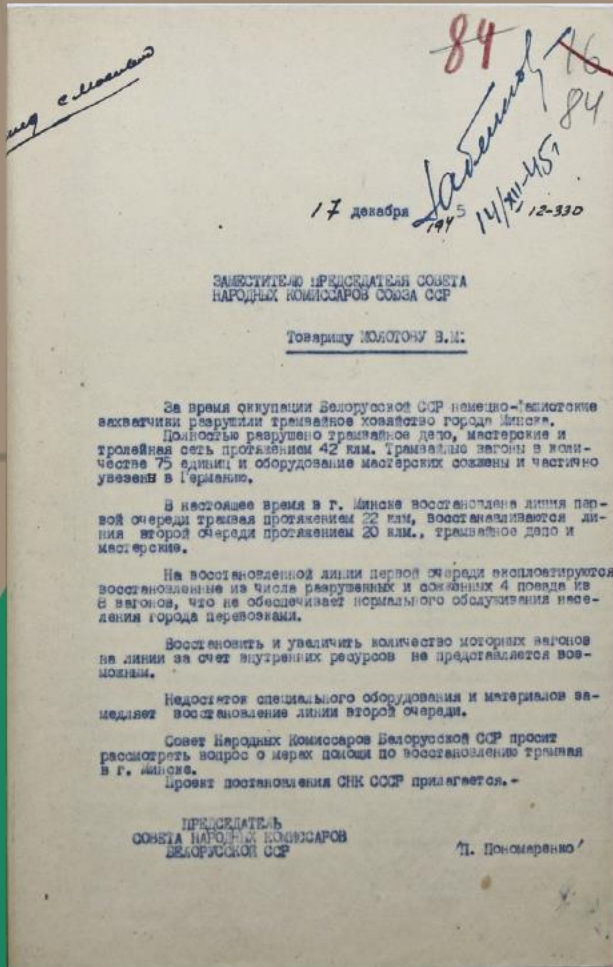 84
16
84
с Москвой
14/XII-45г
17 декабря 1945 12-330
ЗАМЕСТИТЕЛЮ ПРЕДСЕДАТЕЛЯ СОВЕТА
НАРОДНЫХ КОМИССАРОВ СОЮЗА ССР
Товарищу МОЛОТОВУ В.М:
За время оккупации Белорусской ССР немецко-фашистские
захватчики разрушили трамвайное хозяйство города Минска.
Полностью разрушено трамвайное депо, мастерские и
тролейная сеть протяжением 42 клм. Трамвайные вагоны в коли-
честве 75 единиц и оборудование мастерских сожжены и частично
увезены в Германию.
В настоящее время в г. Минске восстановлена линия пер-
вой очереди трамвая протяжением 22 клм, восстанавливаются ли-
ния второй очереди протяжением 20 клм., трамвайное депо и
мастерские.
На восстановленной линии первой очереди эксплоатируются
восстановленные из числа разрушенных и сожженных 4 поезда из
8 вагонов, что не обеспечивает нормального обслуживания насе-
ления города перевозками.
Восстановить и увеличить количество моторных вагонов
на линии за счет внутренних ресурсов не представляется воз-
можным.
Недостаток специального оборудования и материалов за-
медляет восстановление линии второй очереди.
Совет Народных Комиссаров Белорусской ССР просит
рассмотреть вопрос о мерах помощи по восстановлению трамвая
в г. Минске.
Проект постановления СНК СССР прилагается.-
ПРЕДСЕДАТЕЛЬ
СОВЕТА НАРОДНЫХ КОМИССАРОВ
БЕЛОРУССКОЙ ССР
/П. Пономаренко/